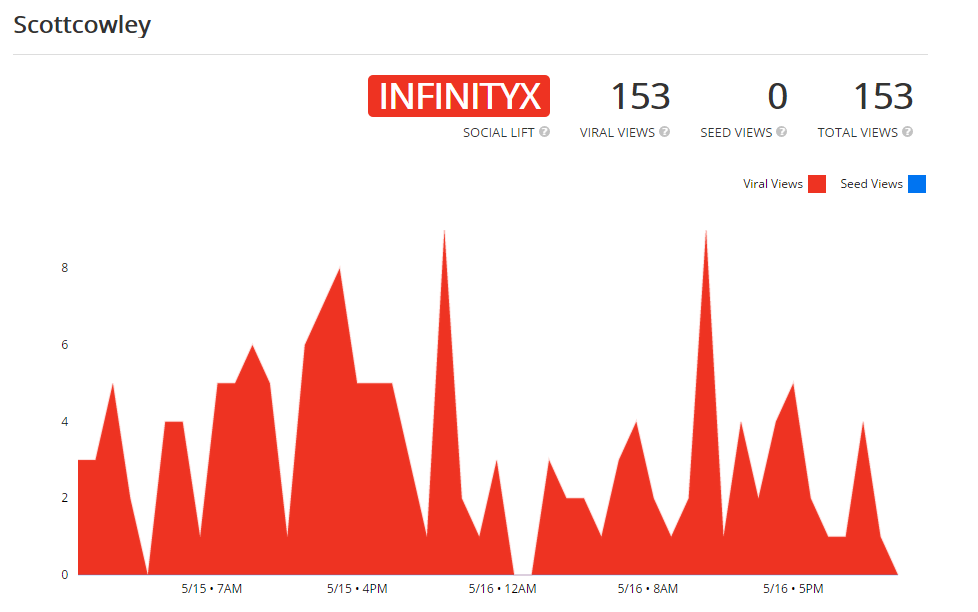 Scottcowley
INFINITYX 153 0 153
SOCIAL LIFT ? VIRAL VIEWS ? SEED VIEWS ? TOTAL VIEWS ?
Viral Views Seed Views
8
6
4
2
0
5/15 • 7AM 5/15 • 4PM 5/16 • 12AM 5/16 • 8AM 5/16 • 5PM